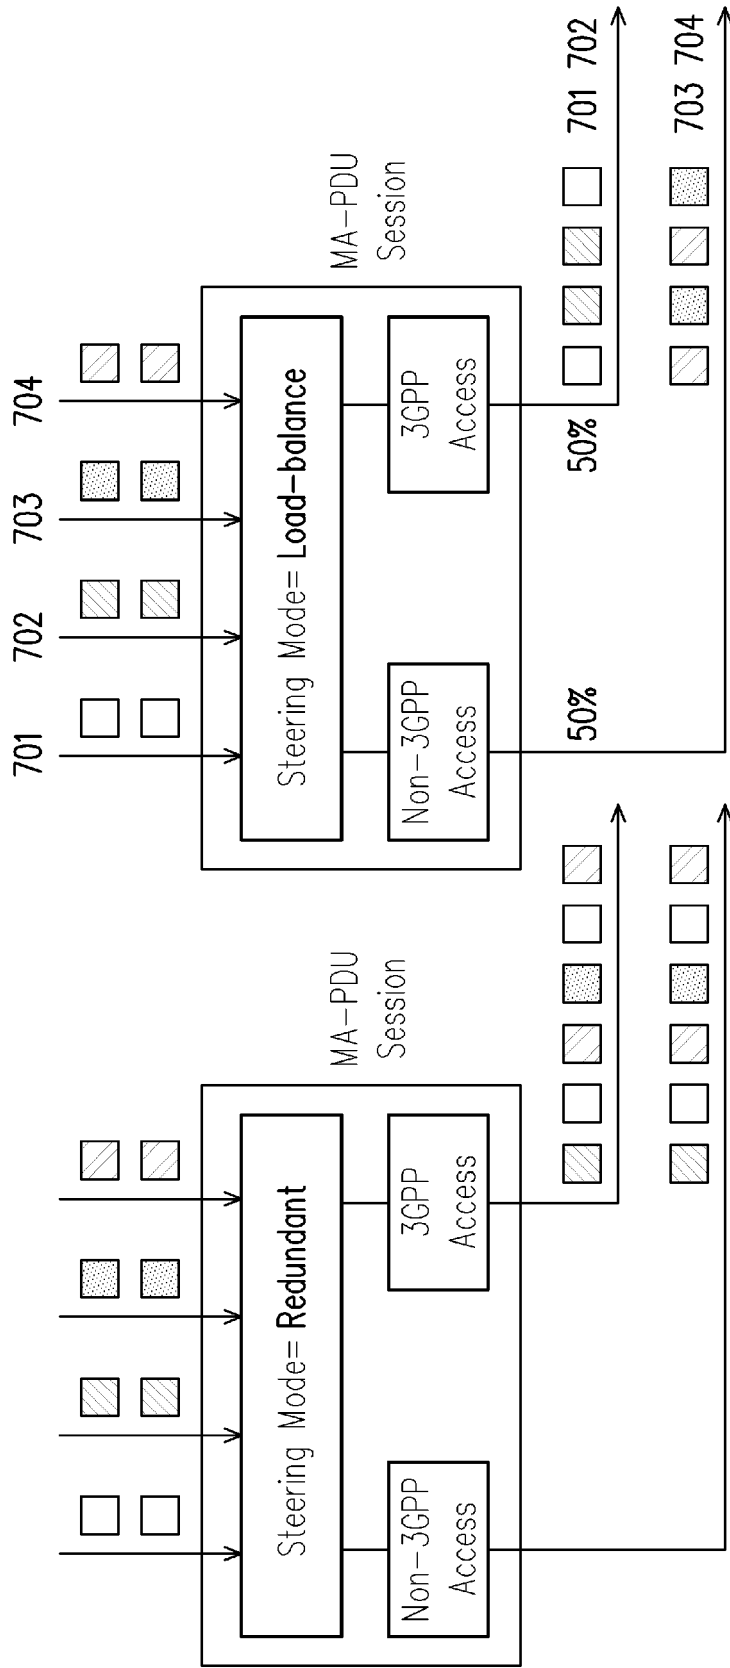 Steering Mode= Redundant
Non-3GPP
Access
3GPP
Access
MA-PDU
Session
701
702
703
704
Steering Mode= Load-balance
Non-3GPP
Access
3GPP
Access
MA-PDU
Session
50%
50%
701 702
703 704